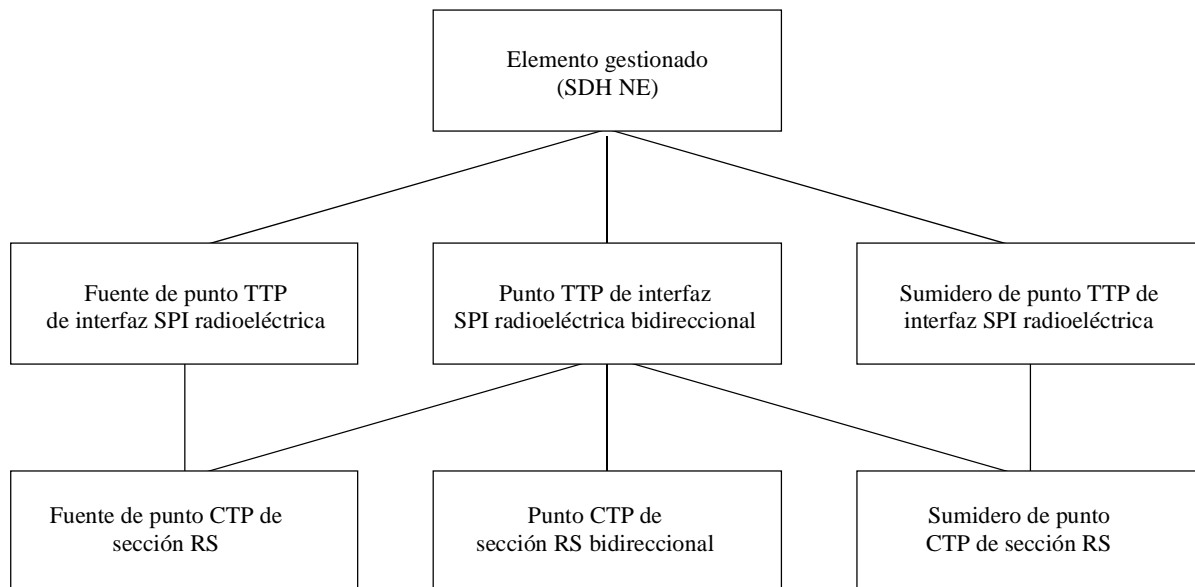 Elemento gestionado
(SDH NE)
Fuente de punto TTP
de interfaz SPI radioeléctrica
Punto TTP de interfaz
SPI radioeléctrica bidireccional
Sumidero de punto TTP de
interfaz SPI radioeléctrica
Fuente de punto CTP de
sección RS
Punto CTP de
sección RS bidireccional
Sumidero de punto
CTP de sección RS